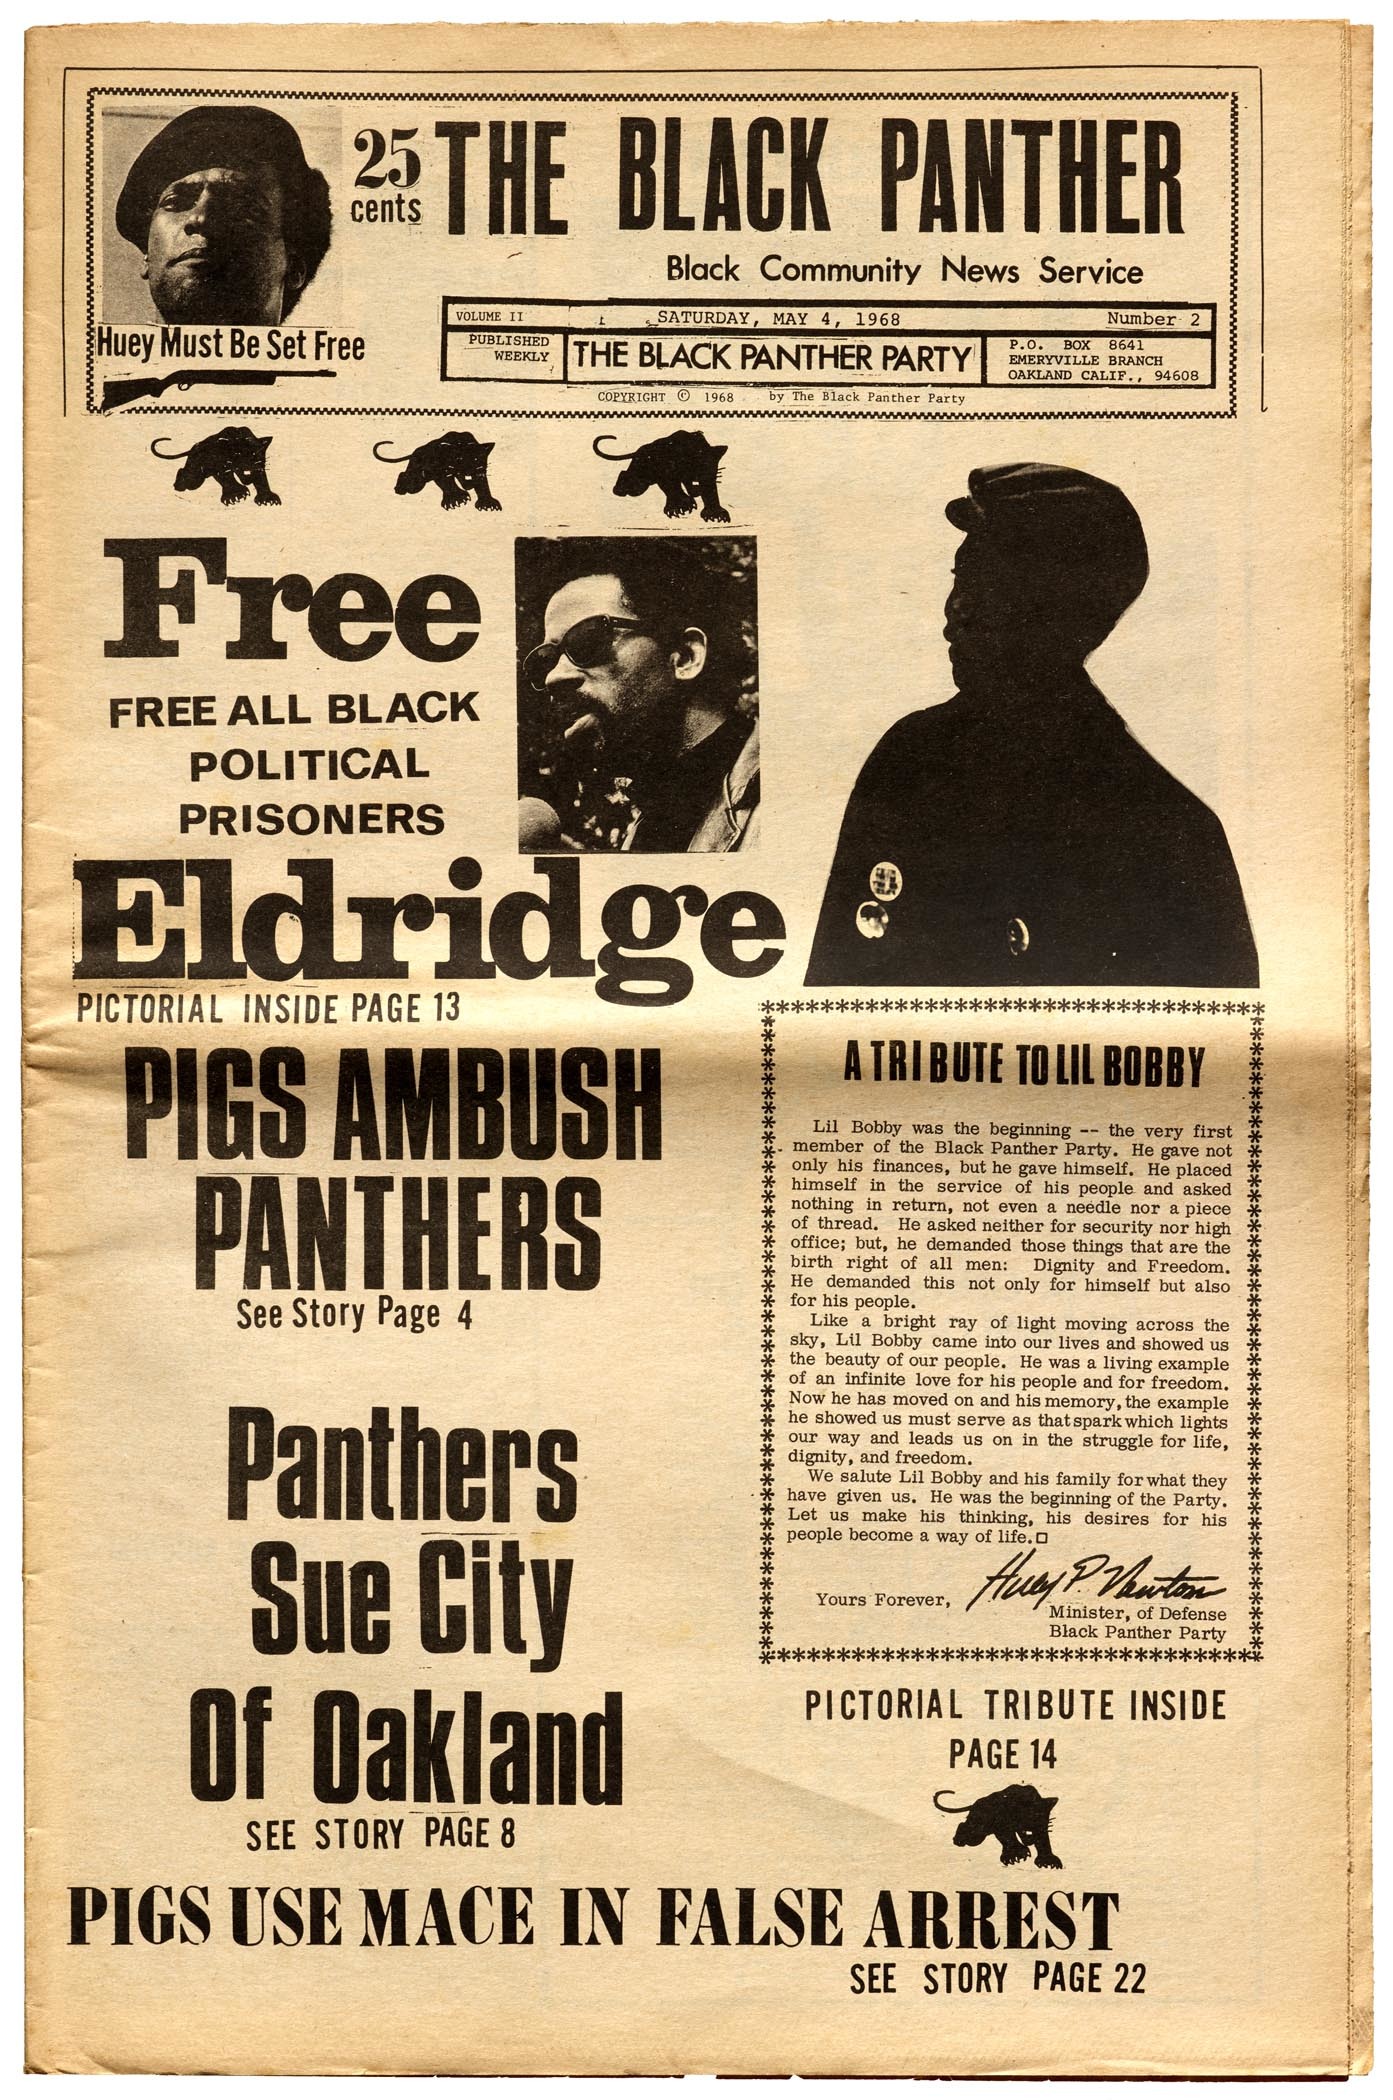 25
cents
THE BLACK PANTHER
Black Community News Service
Huey Must Be Set Free
VOLUME II SATURDAY, MAY 4, 1968 Number 2
PUBLISHED
WEEKLY
THE BLACK PANTHER PARTY
P.O. BOX 8641
EMERYVILLE BRANCH
OAKLAND CALIF., 94608
COPYRIGHT © 1968 by The Black Panther Party
Free
FREE ALL BLACK
POLITICAL
PRISONERS
Eldridge
PICTORIAL INSIDE PAGE 13
PIGS AMBUSH
PANTHERS
See Story Page 4
Panthers
Sue City
Of Oakland
SEE STORY PAGE 8
A TRIBUTE TO LIL BOBBY
Lil Bobby was the beginning -- the very first
member of the Black Panther Party. He gave not
only his finances, but he gave himself. He placed
himself in the service of his people and asked
nothing in return, not even a needle nor a piece
of thread. He asked neither for security nor high
office; but, he demanded those things that are the
birth right of all men: Dignity and Freedom.
He demanded this not only for himself but also
for his people.
Like a bright ray of light moving across the
sky, Lil Bobby came into our lives and showed us
the beauty of our people. He was a living example
of an infinite love for his people and for freedom.
Now he has moved on and his memory, the example
he showed us must serve as that spark which lights
our way and leads us on in the struggle for life,
dignity, and freedom.
We salute Lil Bobby and his family for what they
have given us. He was the beginning of the Party.
Let us make his thinking, his desires for his
people become a way of life.□
Yours Forever, Huey P. Newton
Minister, of Defense
Black Panther Party
PICTORIAL TRIBUTE INSIDE
PAGE 14
PIGS USE MACE IN FALSE ARREST
SEE STORY PAGE 22